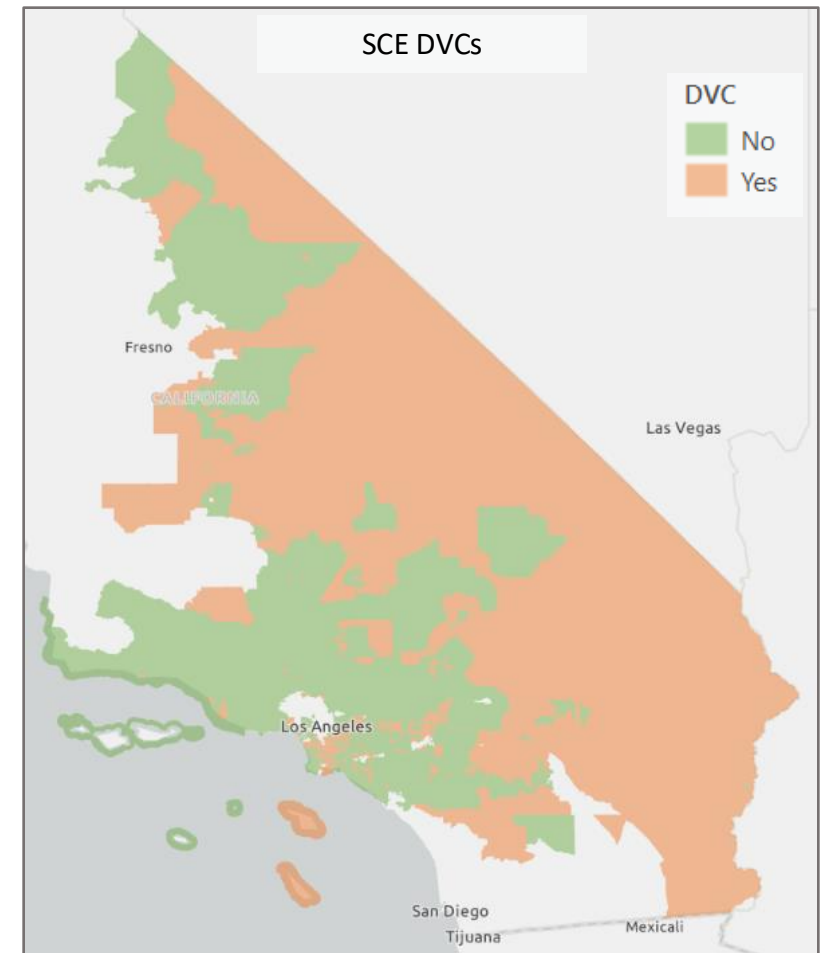 SCE DVCs
DVC
No
Yes
Fresno
CALIFORNIA
Las Vegas
Los Angeles
San Diego
Tijuana
Mexicali